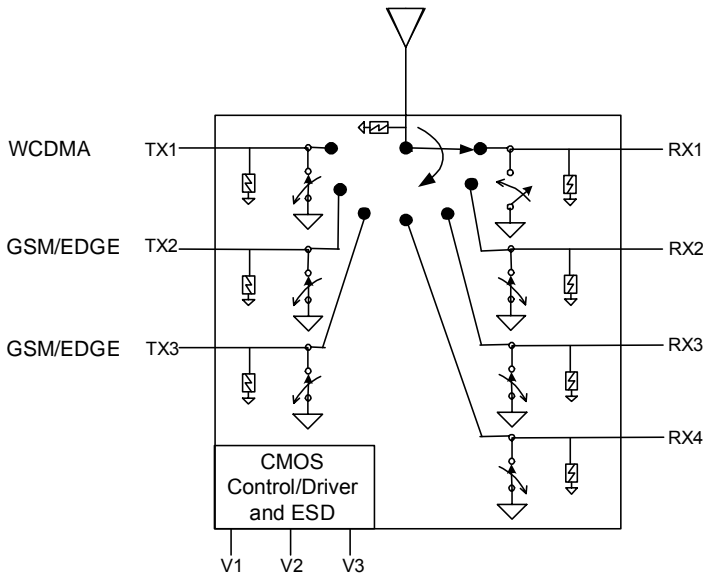 WCDMA TX1 RX1
GSM/EDGE TX2 RX2
GSM/EDGE TX3 RX3
RX4
CMOS
Control/Driver
and ESD
V1 V2 V3